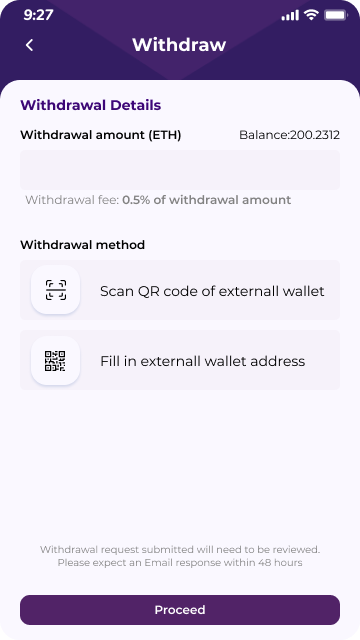 9:27
Withdraw
Withdrawal Details
Withdrawal amount (ETH) Balance:200.2312
Withdrawal fee: 0.5% of withdrawal amount
Withdrawal method
Scan QR code of externall wallet
Fill in externall wallet address
Withdrawal request submitted will need to be reviewed.
Please expect an Email response within 48 hours
Proceed